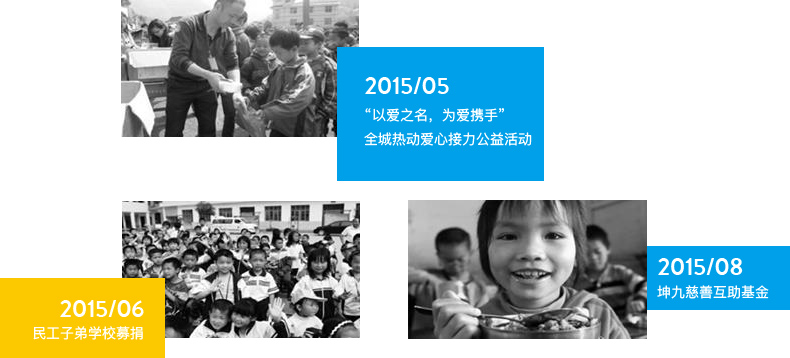 2015/05
“以爱之名，为爱携手”
全城热动爱心接力公益活动
2015/06
民工子弟学校募捐
2015/08
坤九慈善互助基金